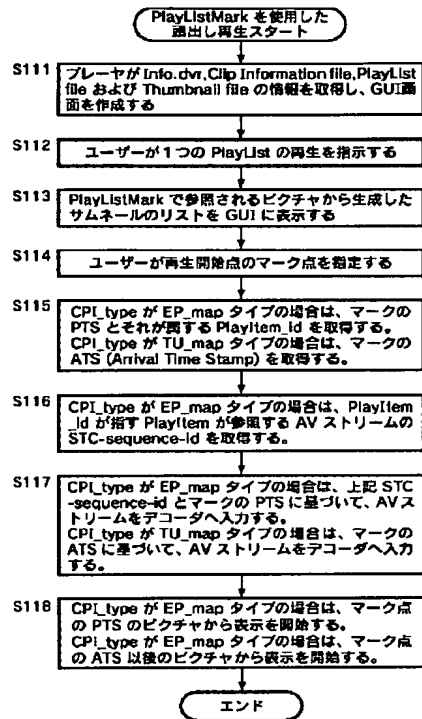 PlayListMark を使用した
頭出し再生スタート
S111
プレーヤが Info.dvr,Clip Information file,PlayList
file および Thumbnail file の情報を取得し、GUI画
面を作成する
S112
ユーザーが1つの PlayList の再生を指示する
S113
PlayListMark で参照されるピクチャから生成した
サムネールのリストを GUI に表示する
S114
ユーザーが再生開始点のマーク点を指定する
S115
CPI_type が EP_map タイプの場合は、マークの
PTS とそれが属する PlayItem_id を取得する。
CPI_type が TU_map タイプの場合は、マークの
ATS (Arrival Time Stamp) を取得する。
S116
CPI_type が EP_map タイプの場合は、PlayItem
_id が指す PlayItem が参照する AV ストリームの
STC-sequence-id を取得する。
S117
CPI_type が EP_map タイプの場合は、上記 STC
-sequence-id とマークの PTS に基づいて、AV ス
トリームをデコーダへ入力する。
CPI_type が TU_map タイプの場合は、マークの
ATS に基づいて、AV ストリームをデコーダへ入力
する。
S118
CPI_type が EP_map タイプの場合は、マーク点
の PTS のピクチャから表示を開始する。
CPI_type が EP_map タイプの場合は、マーク点
の ATS 以後のピクチャから表示を開始する。
エンド